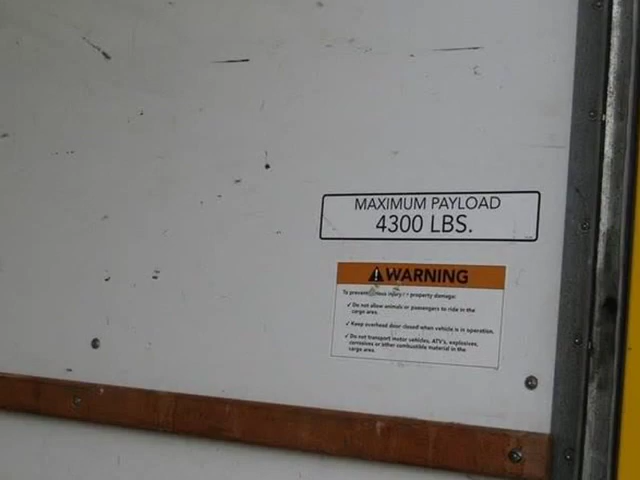 MAXIMUM PAYLOAD
4300 LBS.
WARNING
To prevent injury property damage:
✓ Do not allow animals or passengers to ride in the
cargo area.
✓ Keep overhead door closed when vehicle is in operation.
✓ Do not transport motor vehicles, ATV's, explosives,
corrosives or other combustible material in the
cargo area.